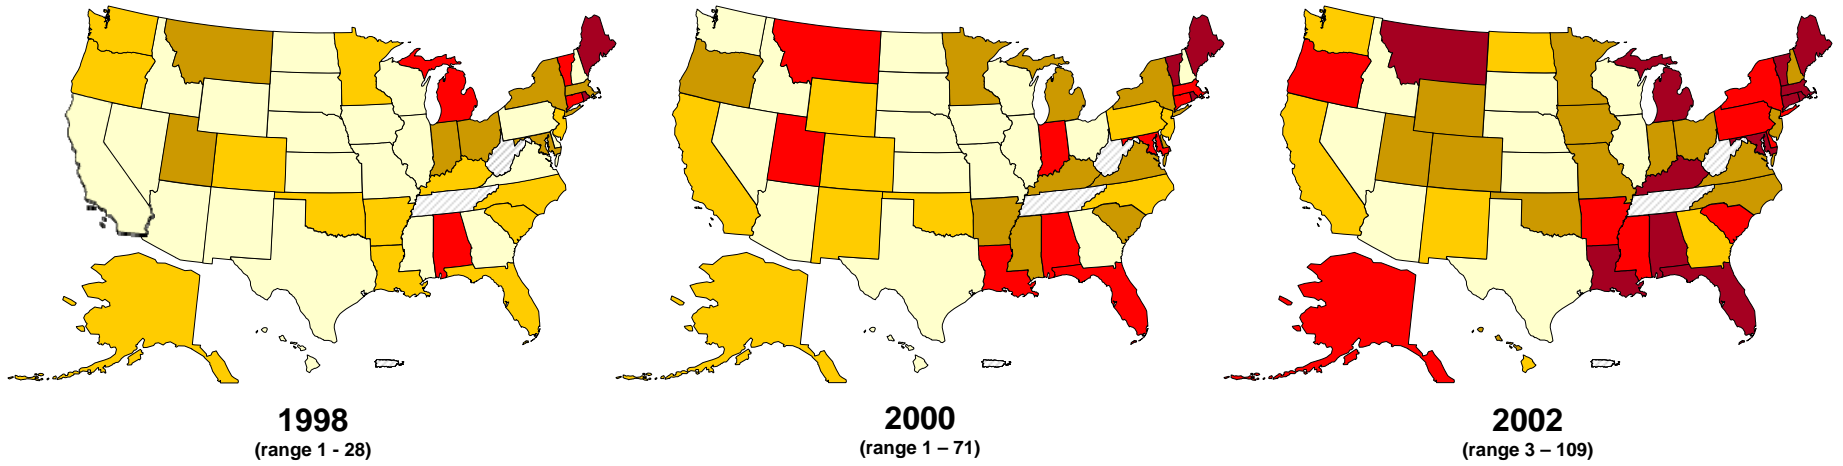 1998
(range 1 - 28)
2000
(range 1 – 71)
2002
(range 3 – 109)